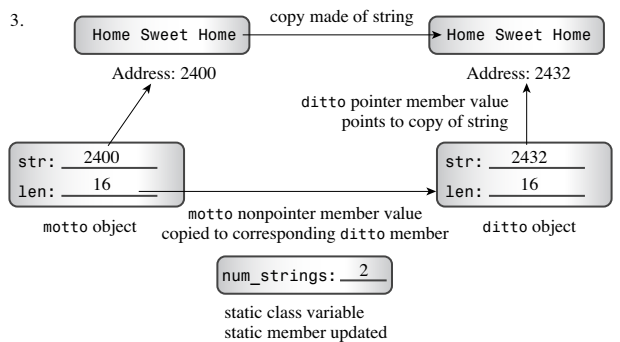 3.
copy made of string
Home Sweet Home
Home Sweet Home
Address: 2400
Address: 2432
ditto pointer member value
points to copy of string
str: 2400
len: 16
str: 2432
len: 16
motto object
motto nonpointer member value
copied to corresponding ditto member
ditto object
num_strings: 2
static class variable
static member updated